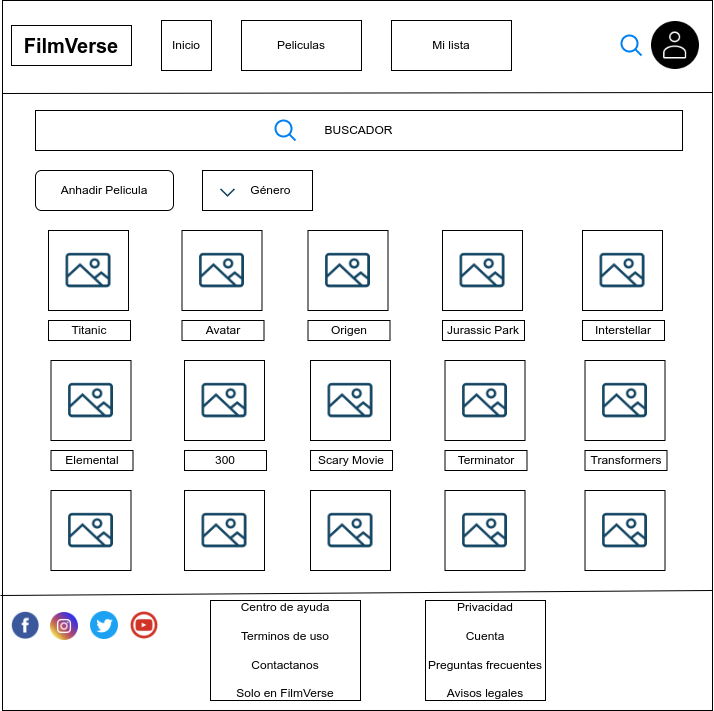 FilmVerse
Inicio
Peliculas
Mi lista
BUSCADOR
Anhadir Pelicula
Género
Titanic
Avatar
Origen
Jurassic Park
Interstellar
Elemental
300
Scary Movie
Terminator
Transformers
Centro de ayuda
Terminos de uso
Contactanos
Solo en FilmVerse
Privacidad
Cuenta
Preguntas frecuentes
Avisos legales